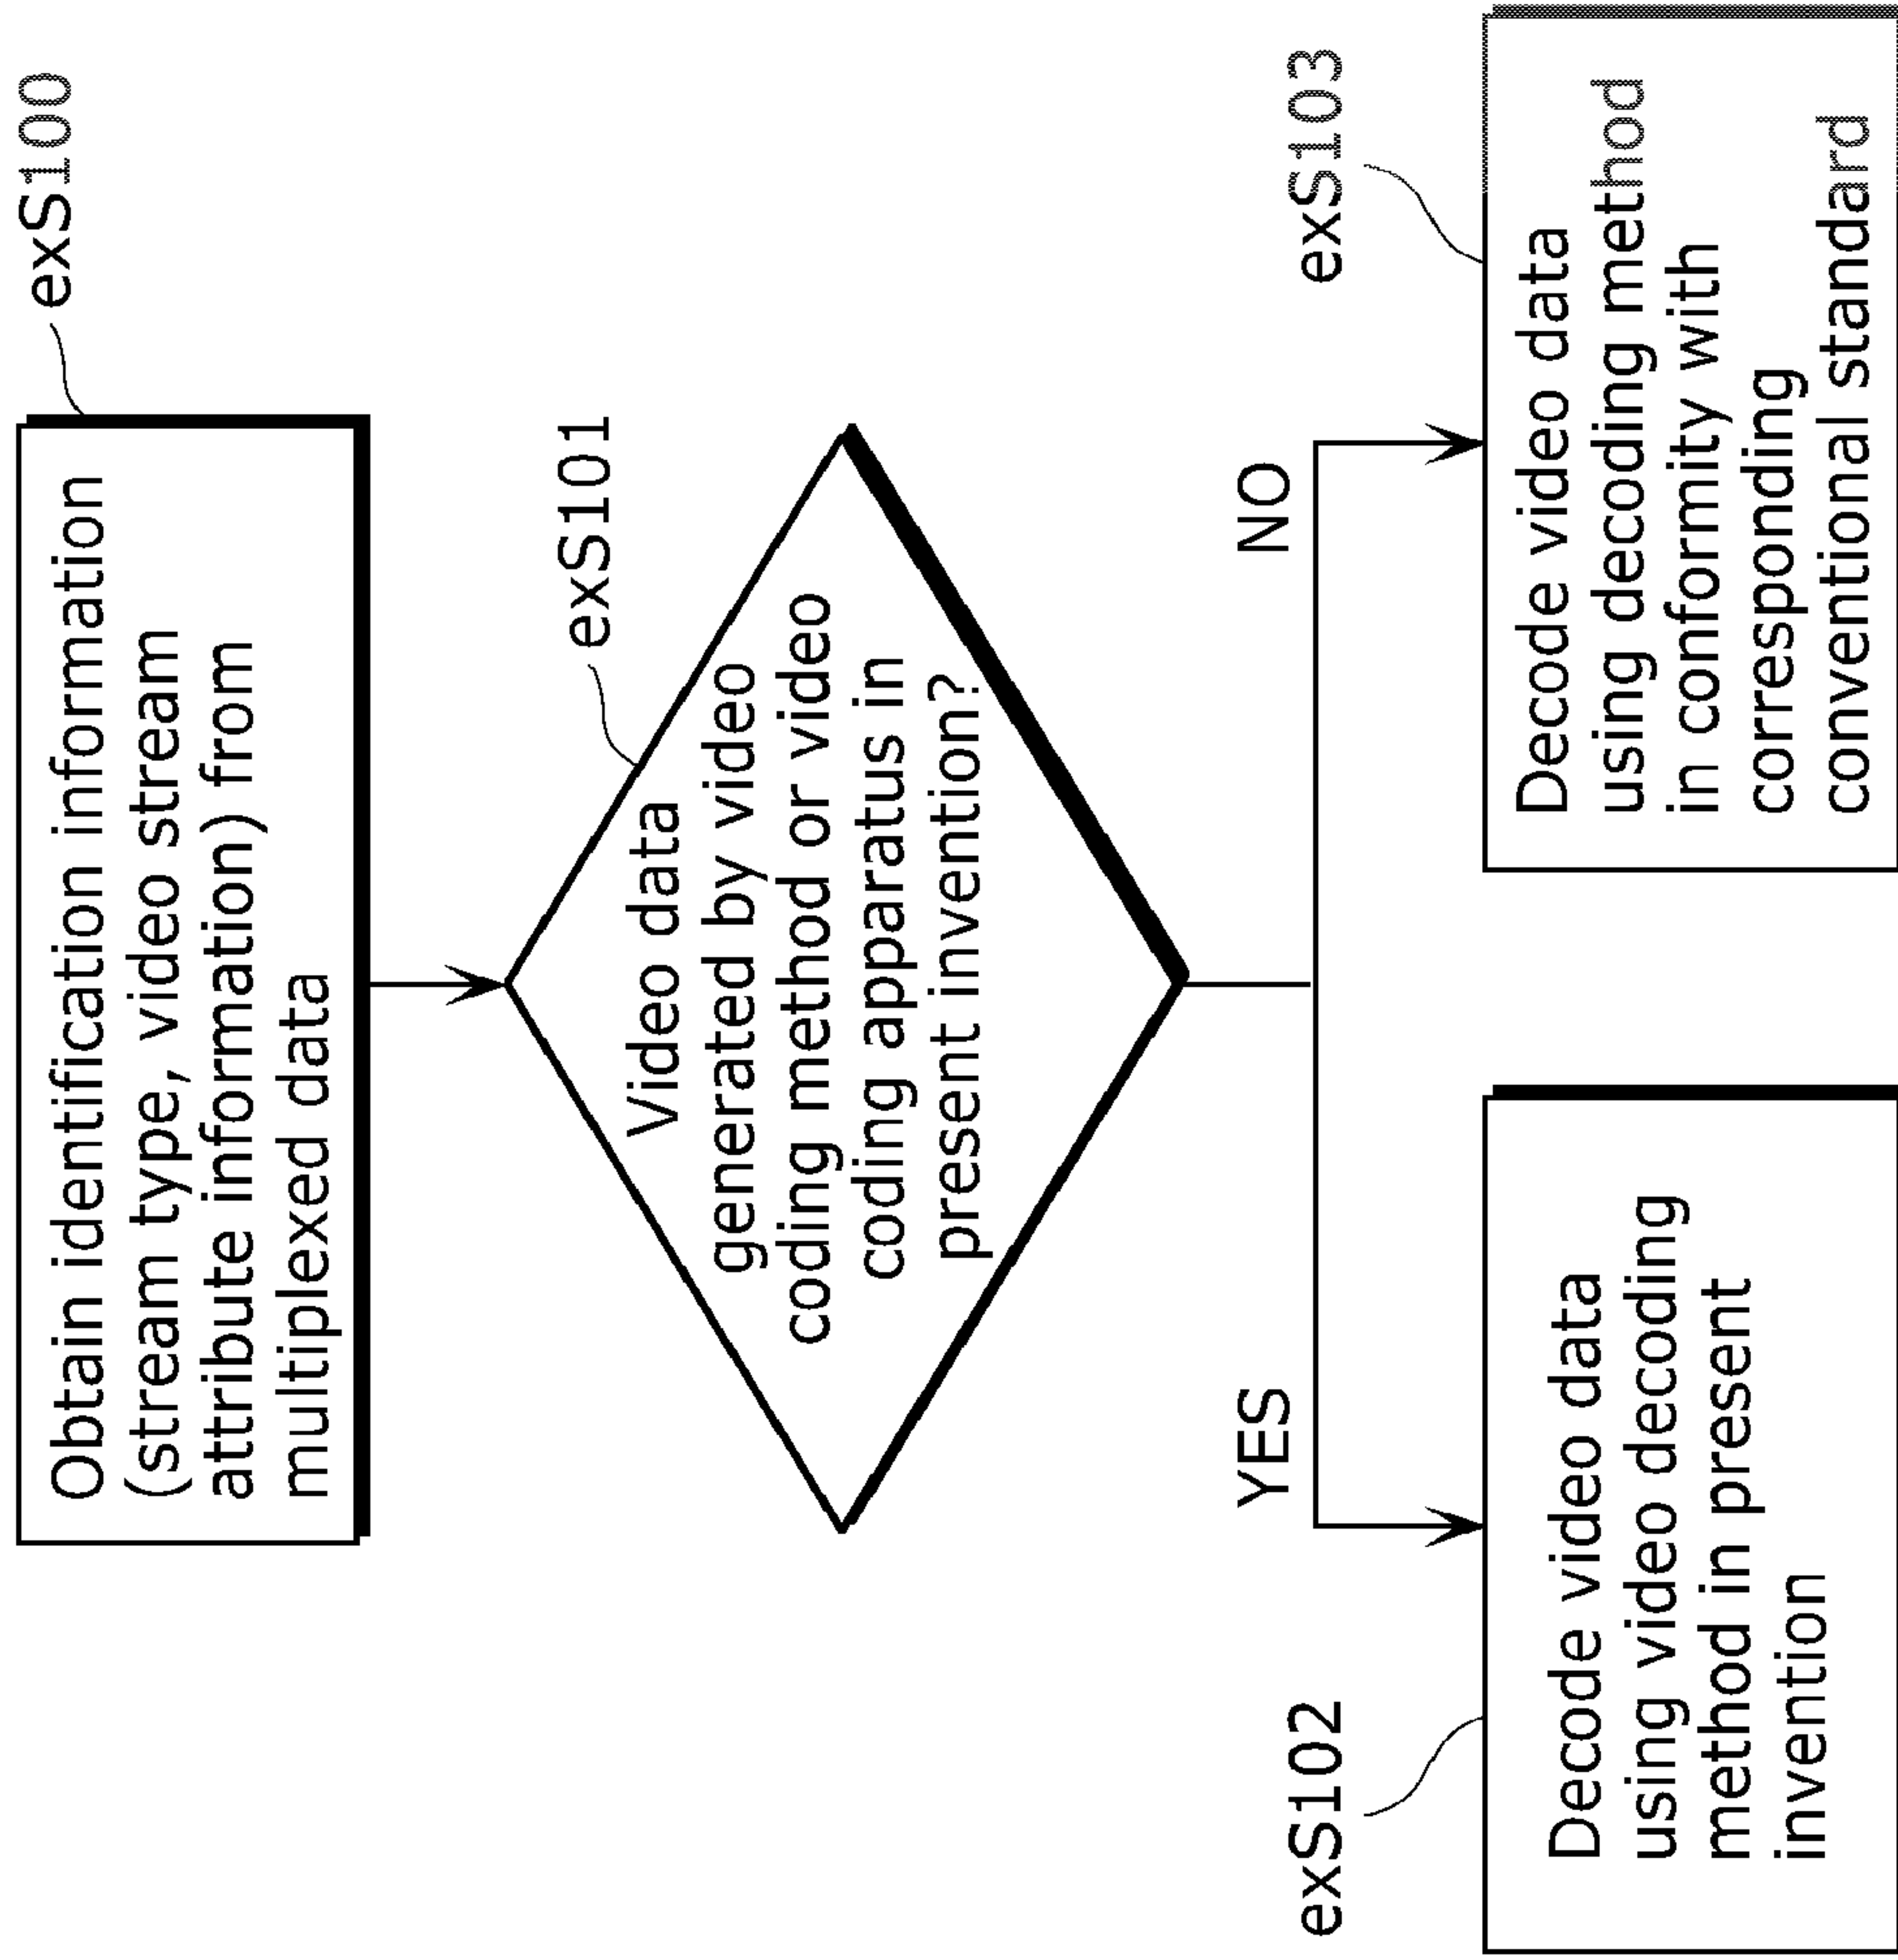 exS100
Obtain identification information
(stream type, video stream
attribute information) from
multiplexed data
exS101
Video data
generated by video
coding method or video
coding apparatus in
present invention?
YES
NO
exS102
Decode video data
using video decoding
method in present
invention
exS103
Decode video data
using decoding method
in conformity with
corresponding
conventional standard